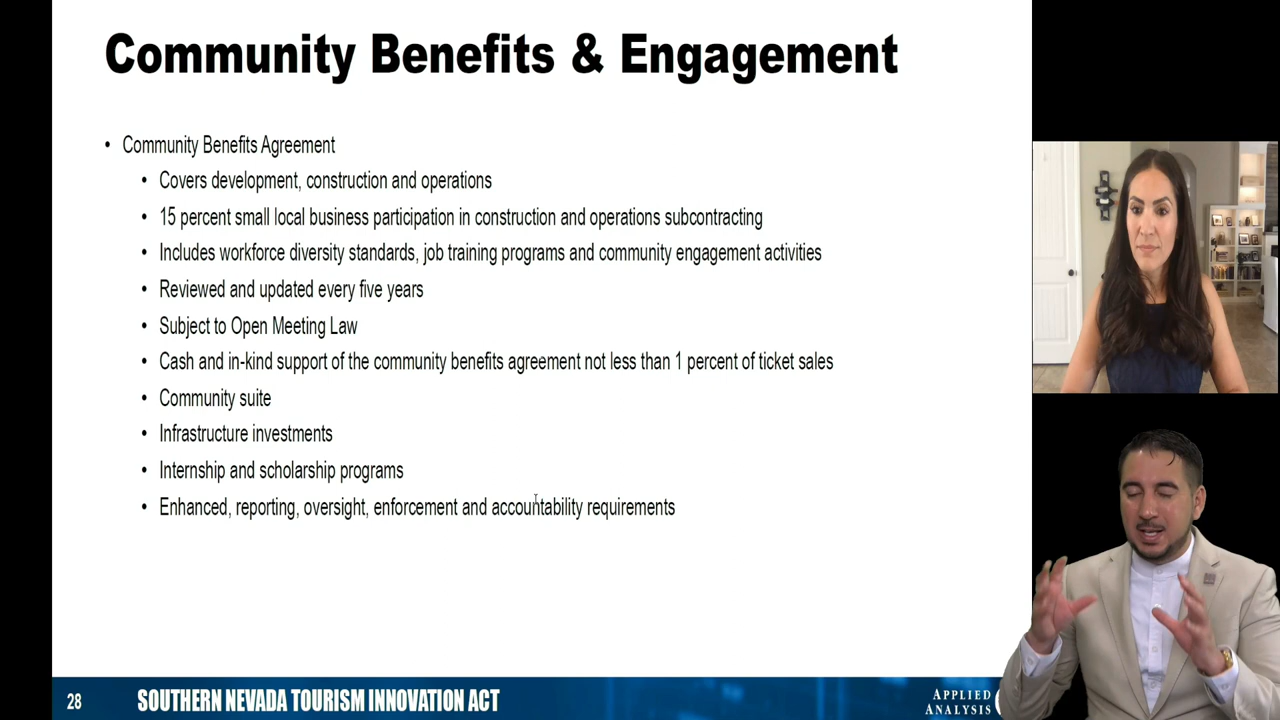 Community Benefits & Engagement
• Community Benefits Agreement
• Covers development, construction and operations
• 15 percent small local business participation in construction and operations subcontracting
• Includes workforce diversity standards, job training programs and community engagement activities
• Reviewed and updated every five years
• Subject to Open Meeting Law
• Cash and in-kind support of the community benefits agreement not less than 1 percent of ticket sales
• Community suite
• Infrastructure investments
• Internship and scholarship programs
• Enhanced, reporting, oversight, enforcement and accountability requirements
28
SOUTHERN NEVADA TOURISM INNOVATION ACT
APPLIED
ANALYSIS